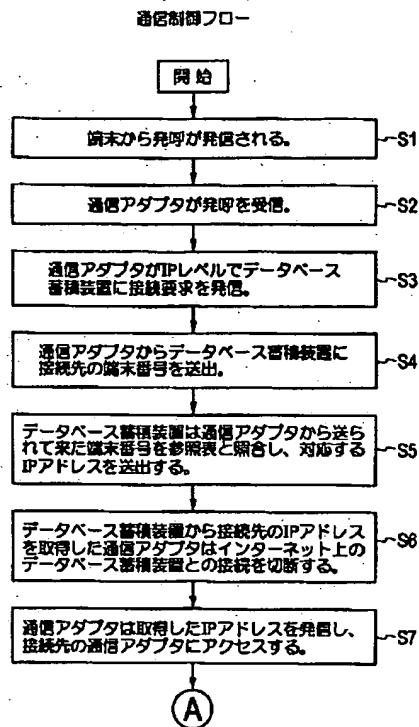 通信制御フロー
開始
端末から発呼が発信される。
S1
通信アダプタが発呼を受信。
S2
通信アダプタがIPレベルでデータベース
蓄積装置に接続要求を発信。
S3
通信アダプタからデータベース蓄積装置に
接続先の端末番号を送出。
S4
データベース蓄積装置は通信アダプタから送ら
れて来た端末番号を参照表と照合し、対応する
IPアドレスを送出する。
S5
データベース蓄積装置から接続先のIPアドレス
を取得した通信アダプタはインターネット上の
データベース蓄積装置との接続を切断する。
S6
通信アダプタは取得したIPアドレスを発信し、
接続先の通信アダプタにアクセスする。
S7
A